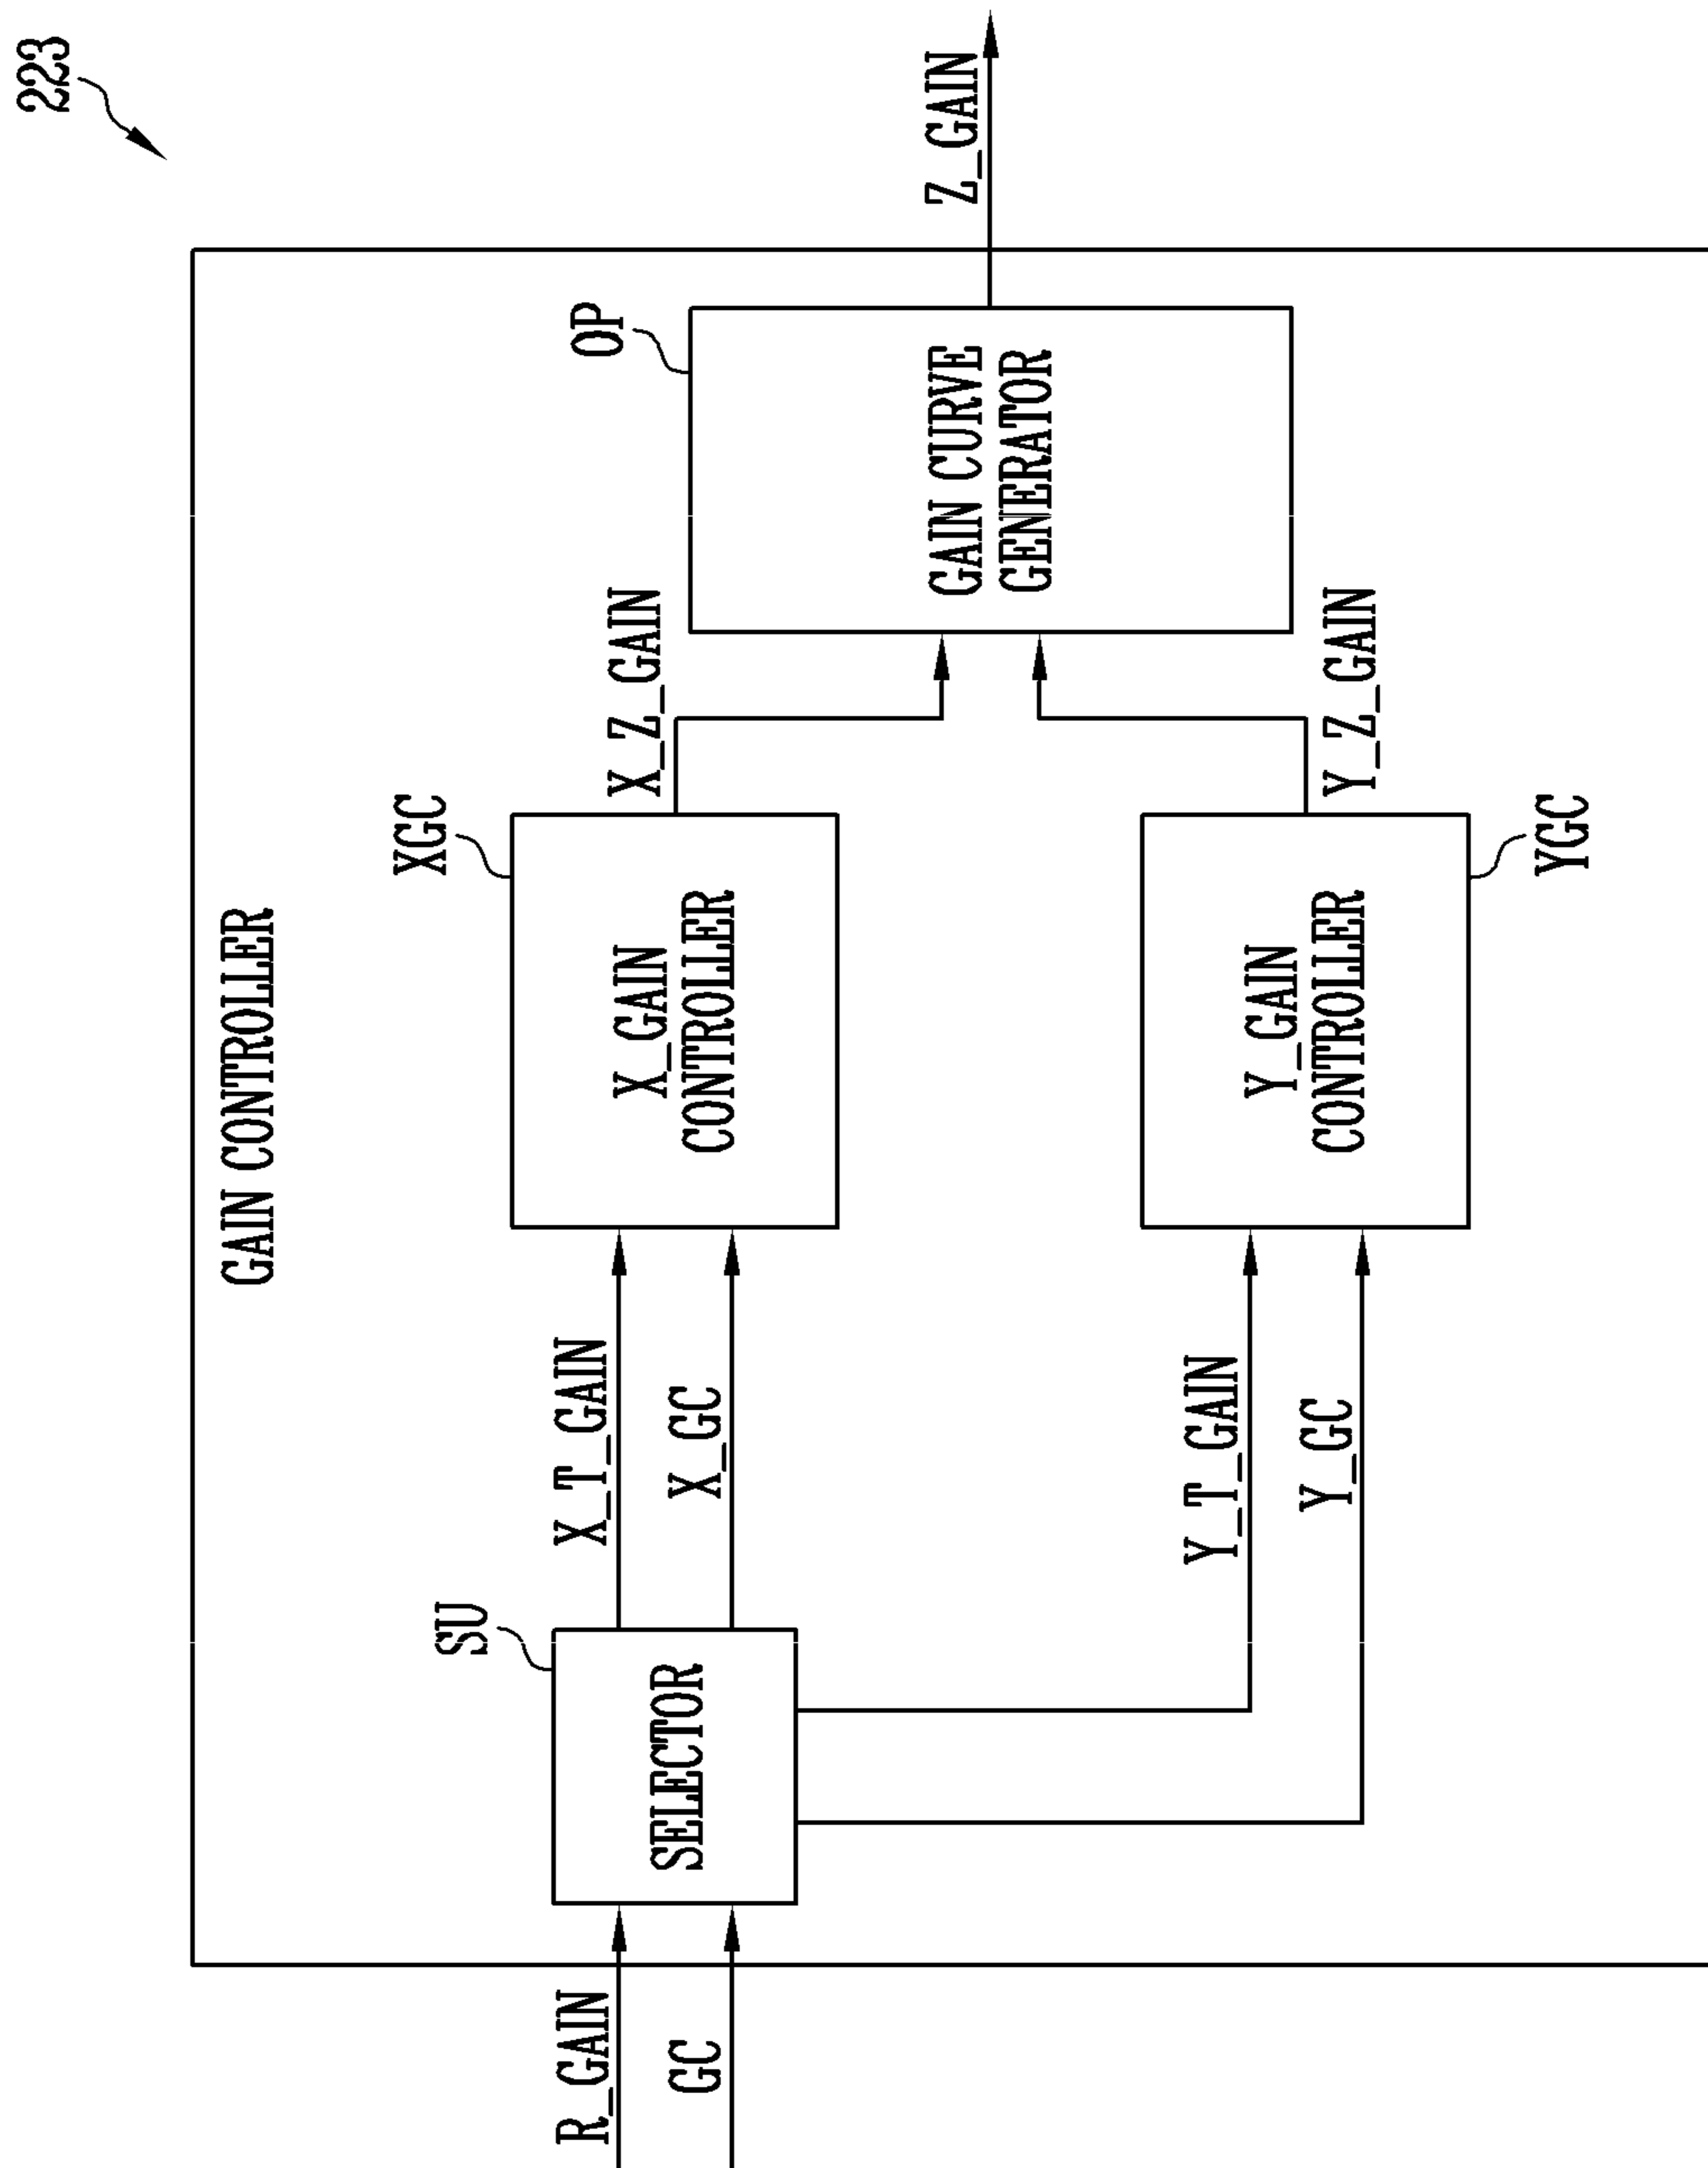 223
GAIN CONTROLLER
R_GAIN
GC
SU
SELECTOR
X_T_GAIN
X_GC
Y_T_GAIN
Y_GC
XGC
X_GAIN
CONTROLLER
Y_GAIN
CONTROLLER
YGC
X_Z_GAIN
Y_Z_GAIN
OP
GAIN CURVE
GENERATOR
Z_GAIN